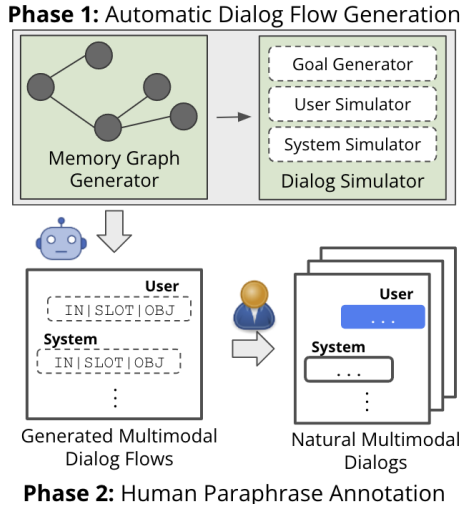 Phase 1: Automatic Dialog Flow Generation
Memory Graph
Generator
Goal Generator
User Simulator
System Simulator
Dialog Simulator
User
IN|SLOT|OBJ
System
IN|SLOT|OBJ
⋮
Generated Multimodal
Dialog Flows
User
...
System
...
⋮
Natural Multimodal
Dialogs
Phase 2: Human Paraphrase Annotation